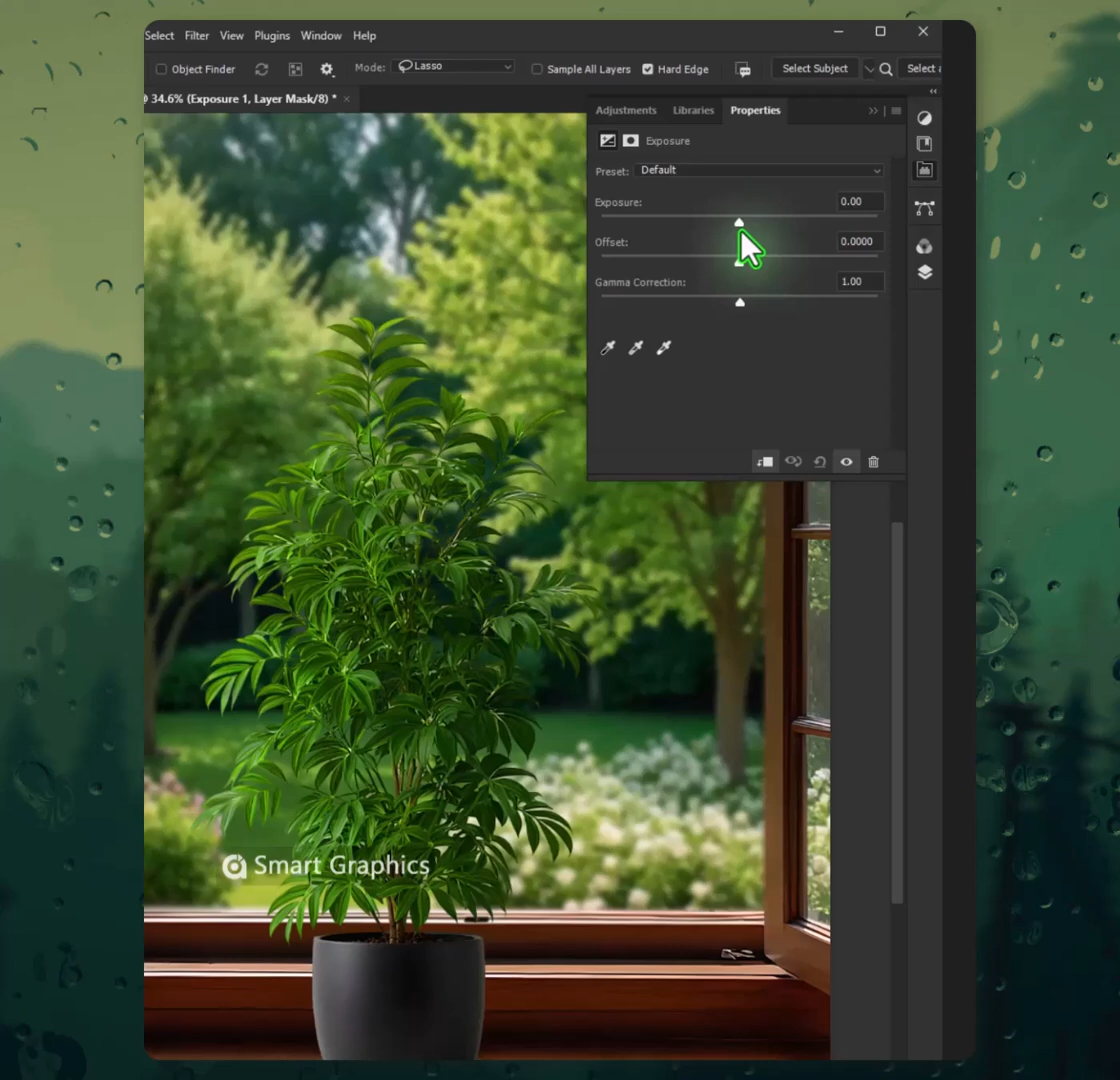 Select Filter View Plugins Window Help
Object Finder Mode: Lasso Sample All Layers Hard Edge Select Subject Select a
@ 34.6% (Exposure 1, Layer Mask/8) * ×
Adjustments Libraries Properties
Exposure
Preset: Default
Exposure: 0.00
Offset: 0.0000
Gamma Correction: 1.00
Smart Graphics